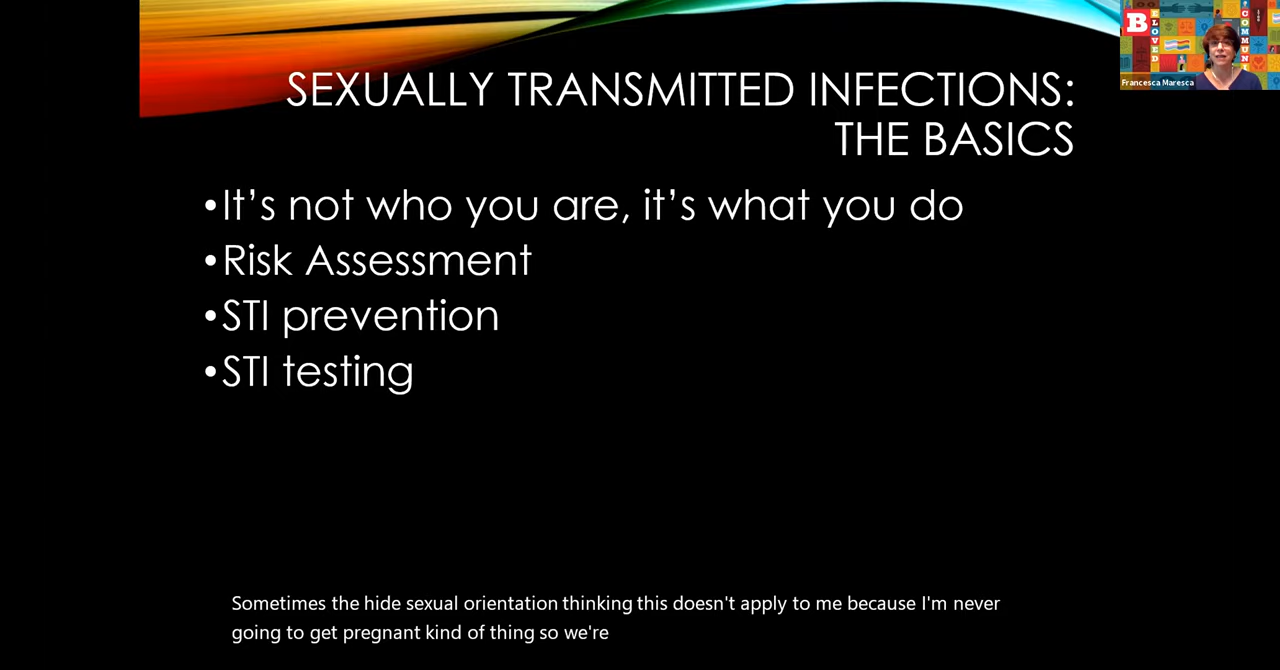 SEXUALLY TRANSMITTED INFECTIONS:
THE BASICS
•It’s not who you are, it’s what you do
•Risk Assessment
•STI prevention
•STI testing
Sometimes the hide sexual orientation thinking this doesn't apply to me because I'm never
going to get pregnant kind of thing so we're
B
ELOVED
COMMUNI
Francesca Maresca